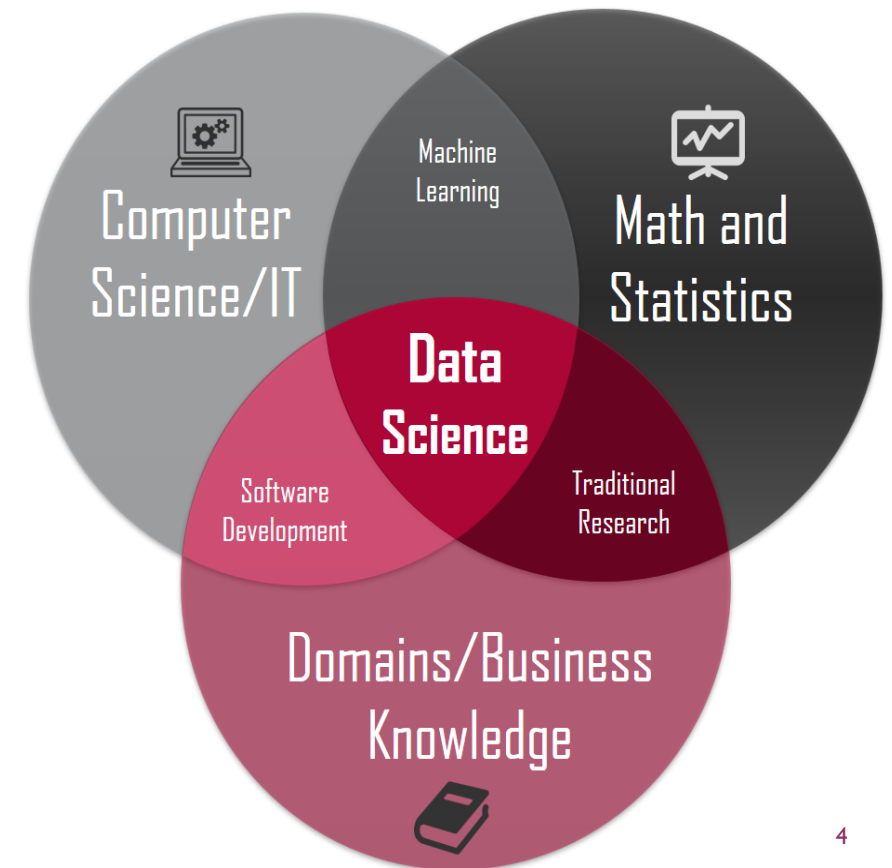 Machine
Learning
Computer
Science/IT
Math and
Statistics
Data
Science
Software
Development
Traditional
Research
Domains/Business
Knowledge
4